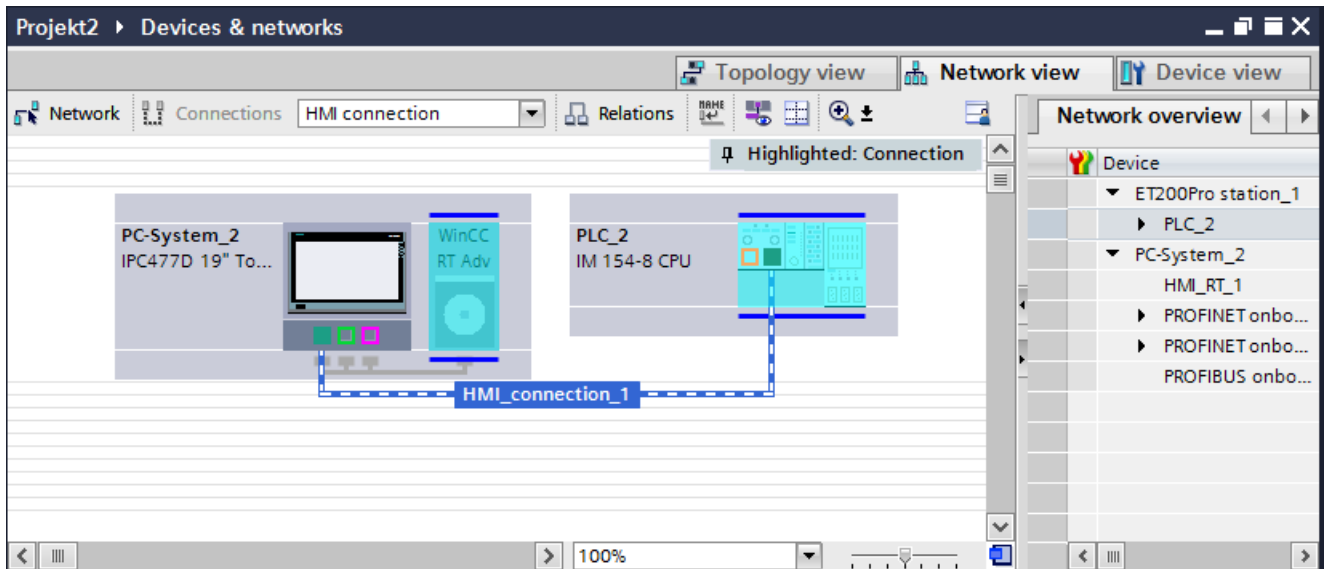 Projekt2 ▸ Devices & networks
Topology view
Network view
Device view
Network
Connections
HMI connection
Relations
Network overview
Highlighted: Connection
Device
ET200Pro station_1
PLC_2
PC-System_2
HMI_RT_1
PROFINET onbo...
PROFINET onbo...
PROFIBUS onbo...
PC-System_2
IPC477D 19" To...
WinCC
RT Adv
PLC_2
IM 154-8 CPU
HMI_connection_1
100%